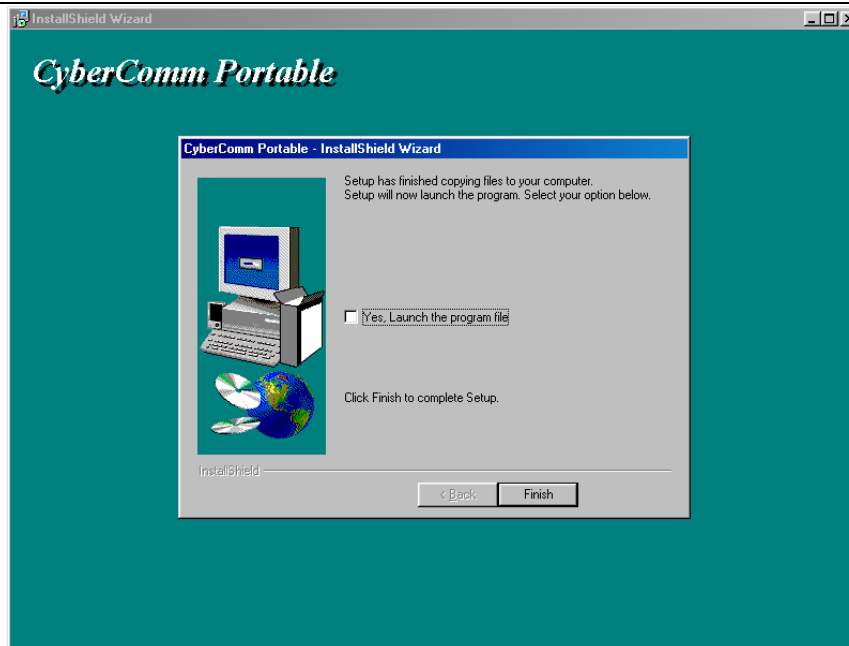 InstallShield Wizard
CyberComm Portable
CyberComm Portable - InstallShield Wizard
Setup has finished copying files to your computer.
Setup will now launch the program. Select your option below.
Yes, Launch the program file
Click Finish to complete Setup.
InstallShield
< Back
Finish